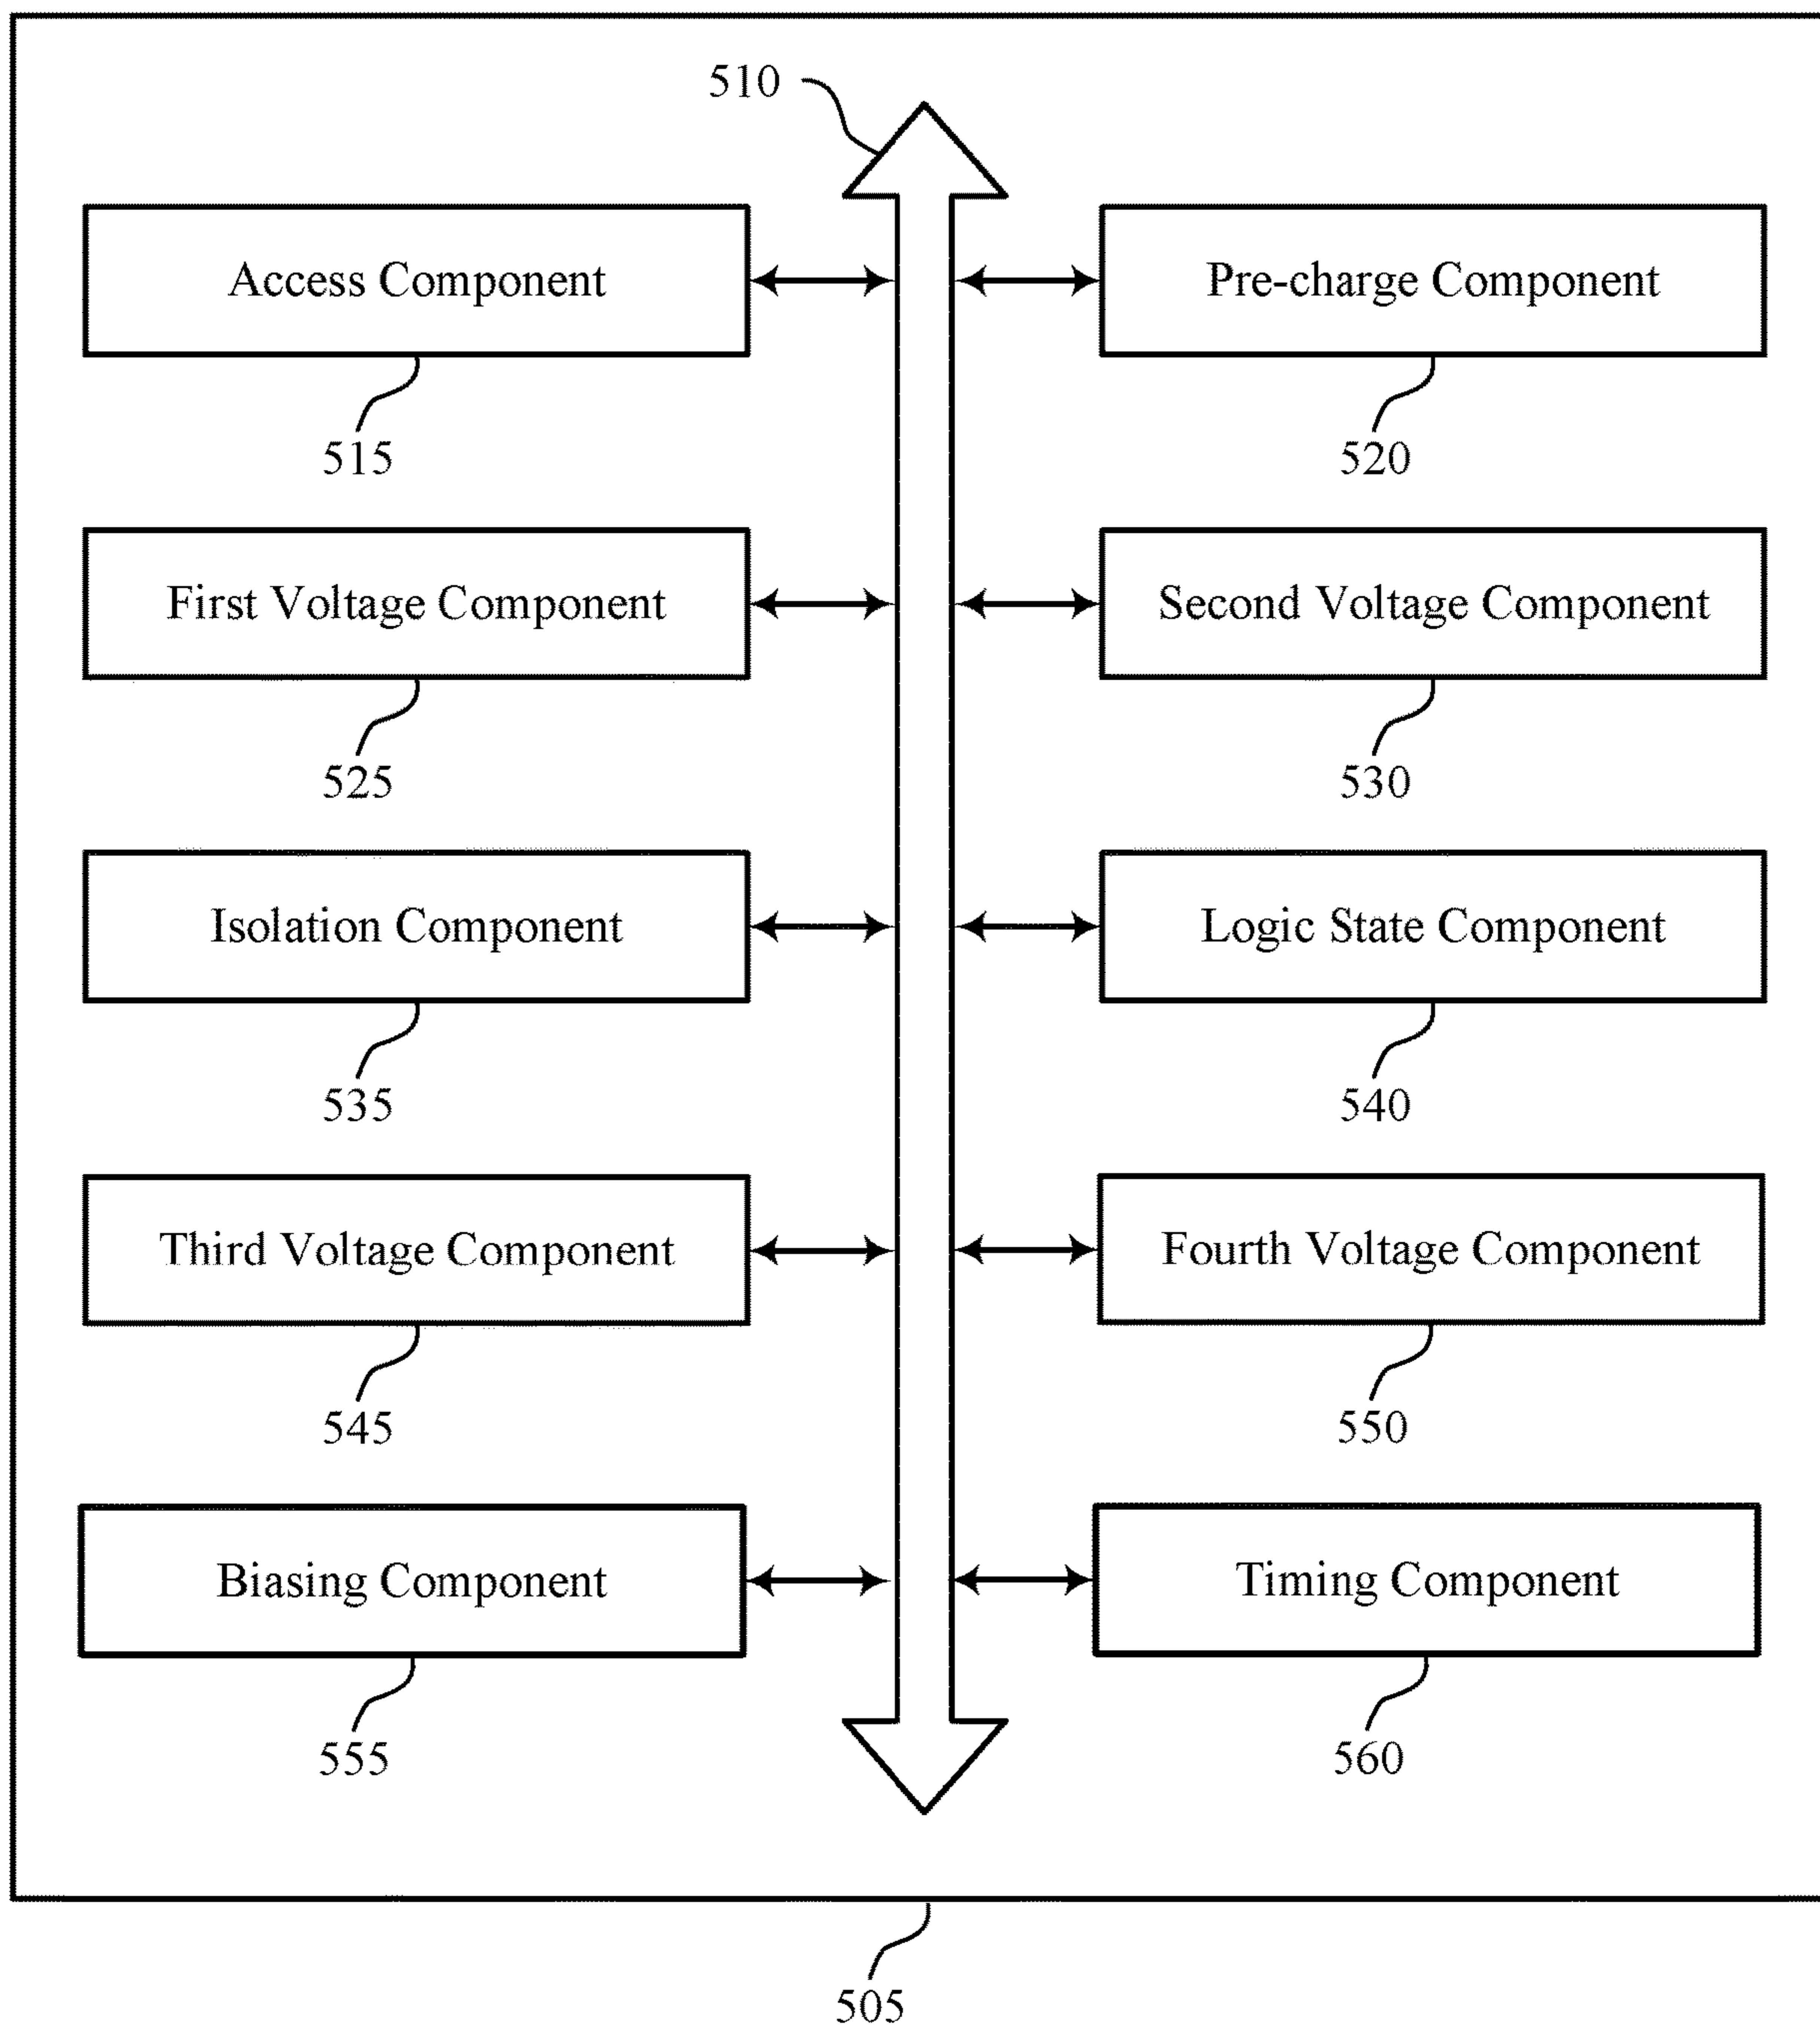 510
Access Component
Pre-charge Component
515
520
First Voltage Component
Second Voltage Component
525
530
Isolation Component
Logic State Component
535
540
Third Voltage Component
Fourth Voltage Component
545
550
Biasing Component
Timing Component
555
560
505